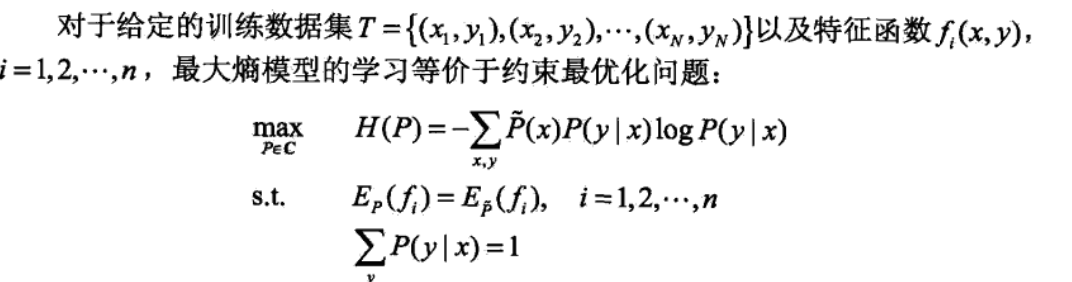 对于给定的训练数据集 T = {(x₁, y₁), (x₂, y₂), ⋯, (x_N, y_N)} 以及特征函数 f_i(x, y),
i = 1, 2, ⋯, n,最大熵模型的学习等价于约束最优化问题:
max_{P∈C} H(P) = −∑_{x,y} P̃(x)P(y|x) log P(y|x)
s.t. E_P(f_i) = E_P̃(f_i), i = 1, 2, ⋯, n
∑_y P(y|x) = 1